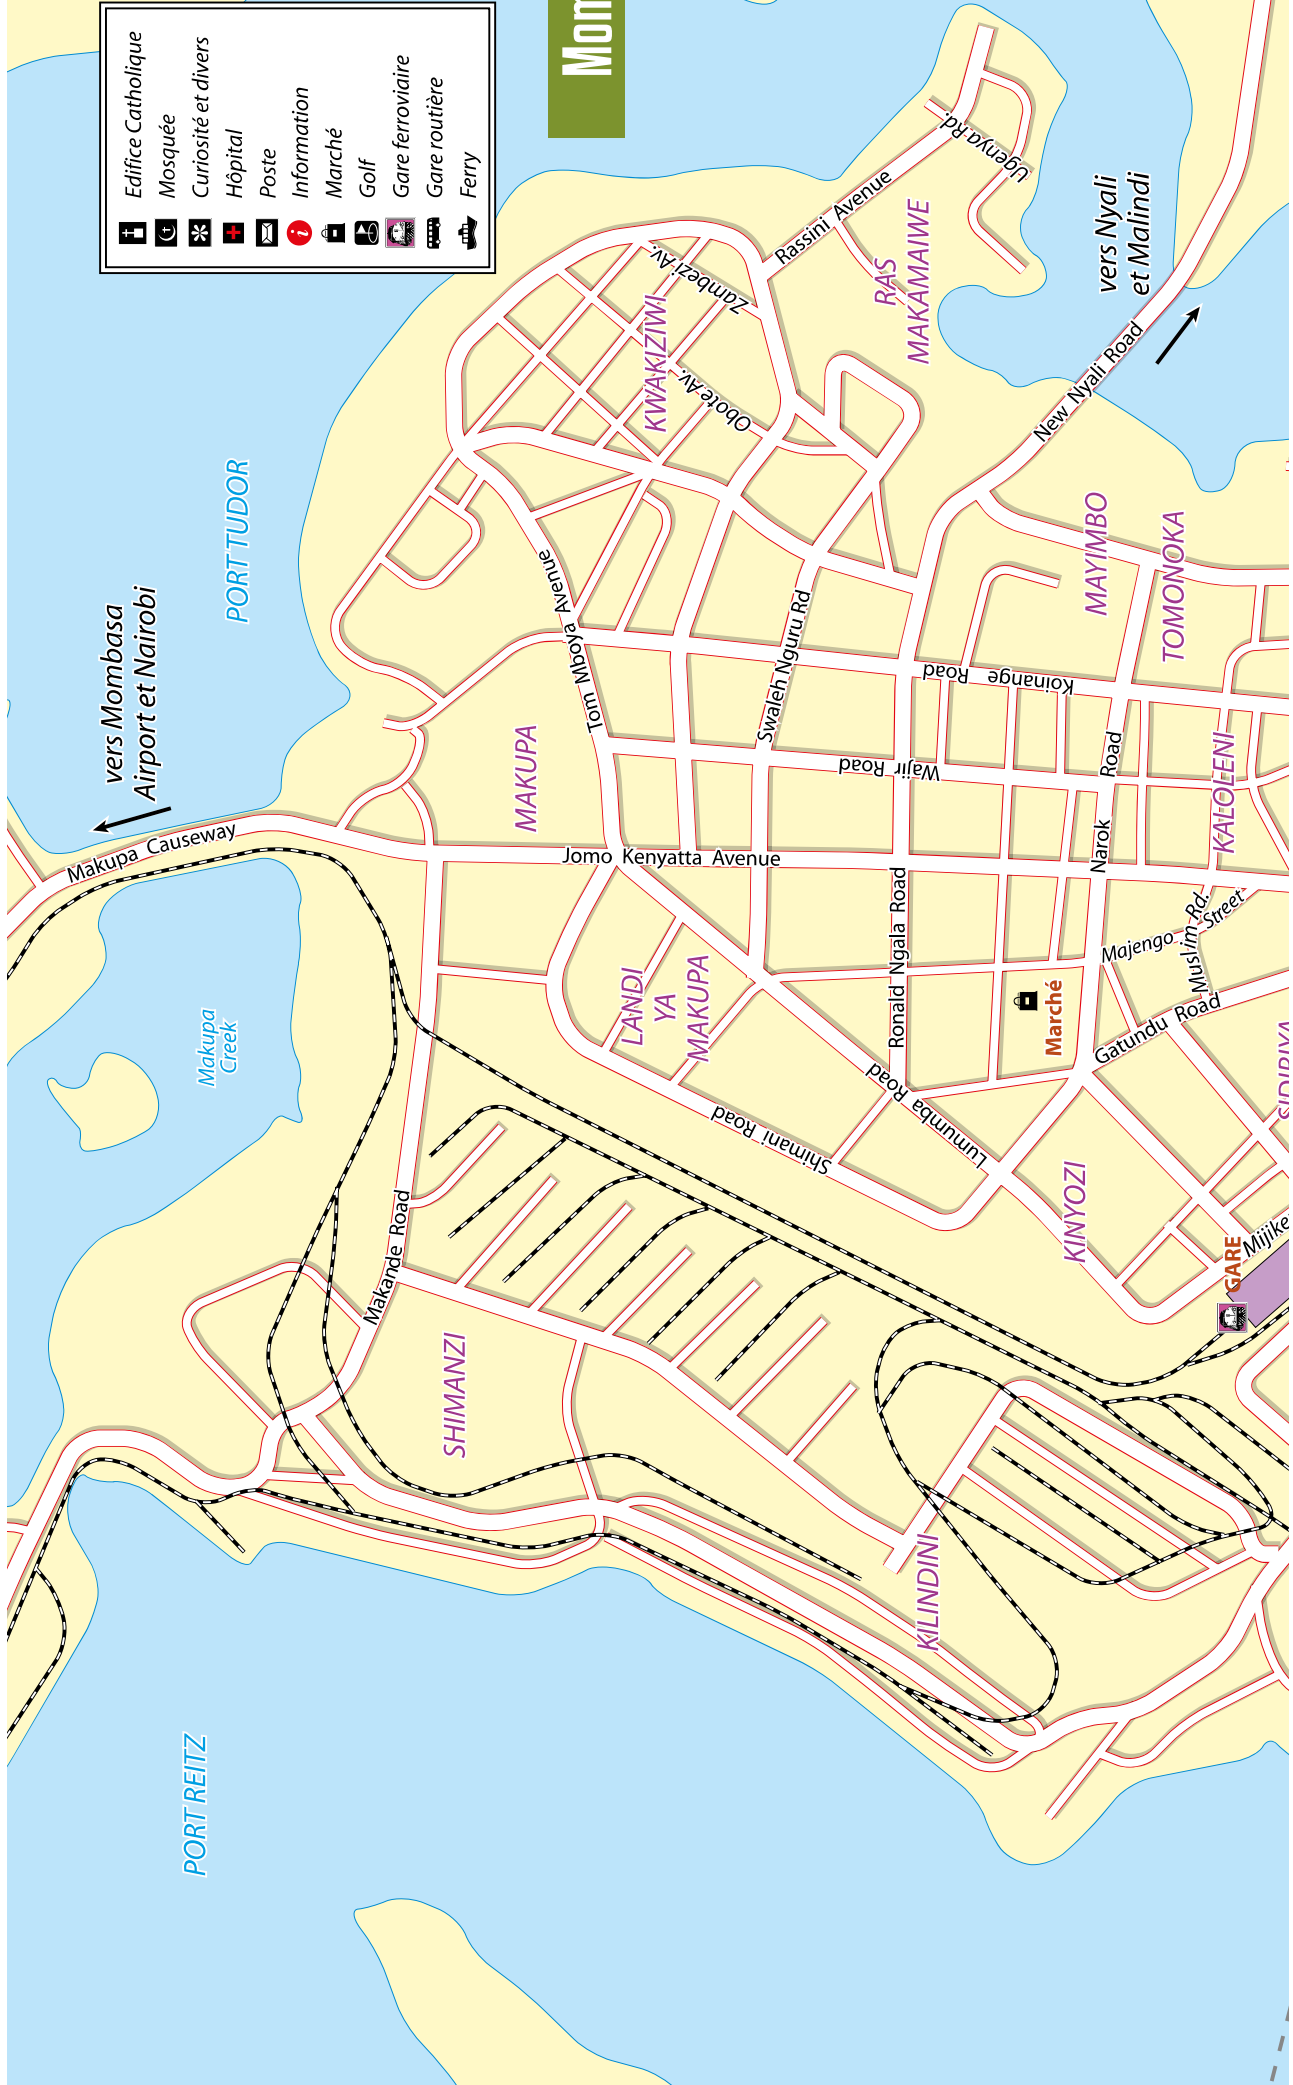 Edifice Catholique
Mosquée
Curiosité et divers
Hôpital
Poste
Information
Marché
Golf
Gare ferroviaire
Gare routière
Ferry
Mom
vers Mombasa
Airport et Nairobi
PORT TUDOR
Makupa Causeway
Makupa
Creek
PORT REITZ
MAKUPA
Tom Mboya Avenue
KWAKIZIWI
Zambezi Av.
Obote Av.
Rassini Avenue
Ugenya Rd.
RAS
MAKAMAIWE
vers Nyali
et Malindi
New Nyali Road
MAYIMBO
TOMONOKA
Swaleh Nguru Rd
Koinange Road
Wajir Road
Narok Road
KALOLENI
Jomo Kenyatta Avenue
Ronald Ngala Road
Majengo Street
Muslim Rd.
Gatundu Road
Marché
LANDI
YA
MAKUPA
Shimani Road
Lumumba Road
KINYOZI
SIDIRIYA
GARE
Mijike
Makande Road
SHIMANZI
KILINDINI